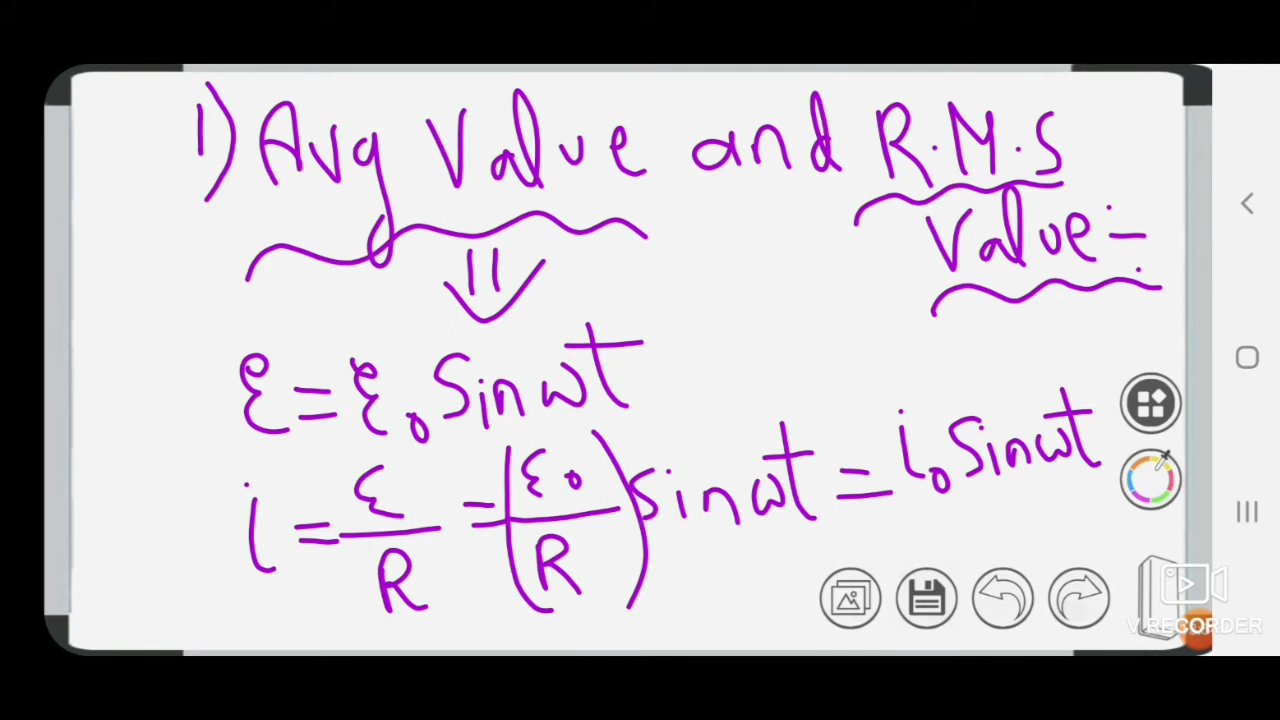 1) Avg Value and R.M.S
Value:-
ε = ε₀ Sinωt
i = ε/R = (ε₀/R) sinωt = i₀ Sinωt
V RECORDER